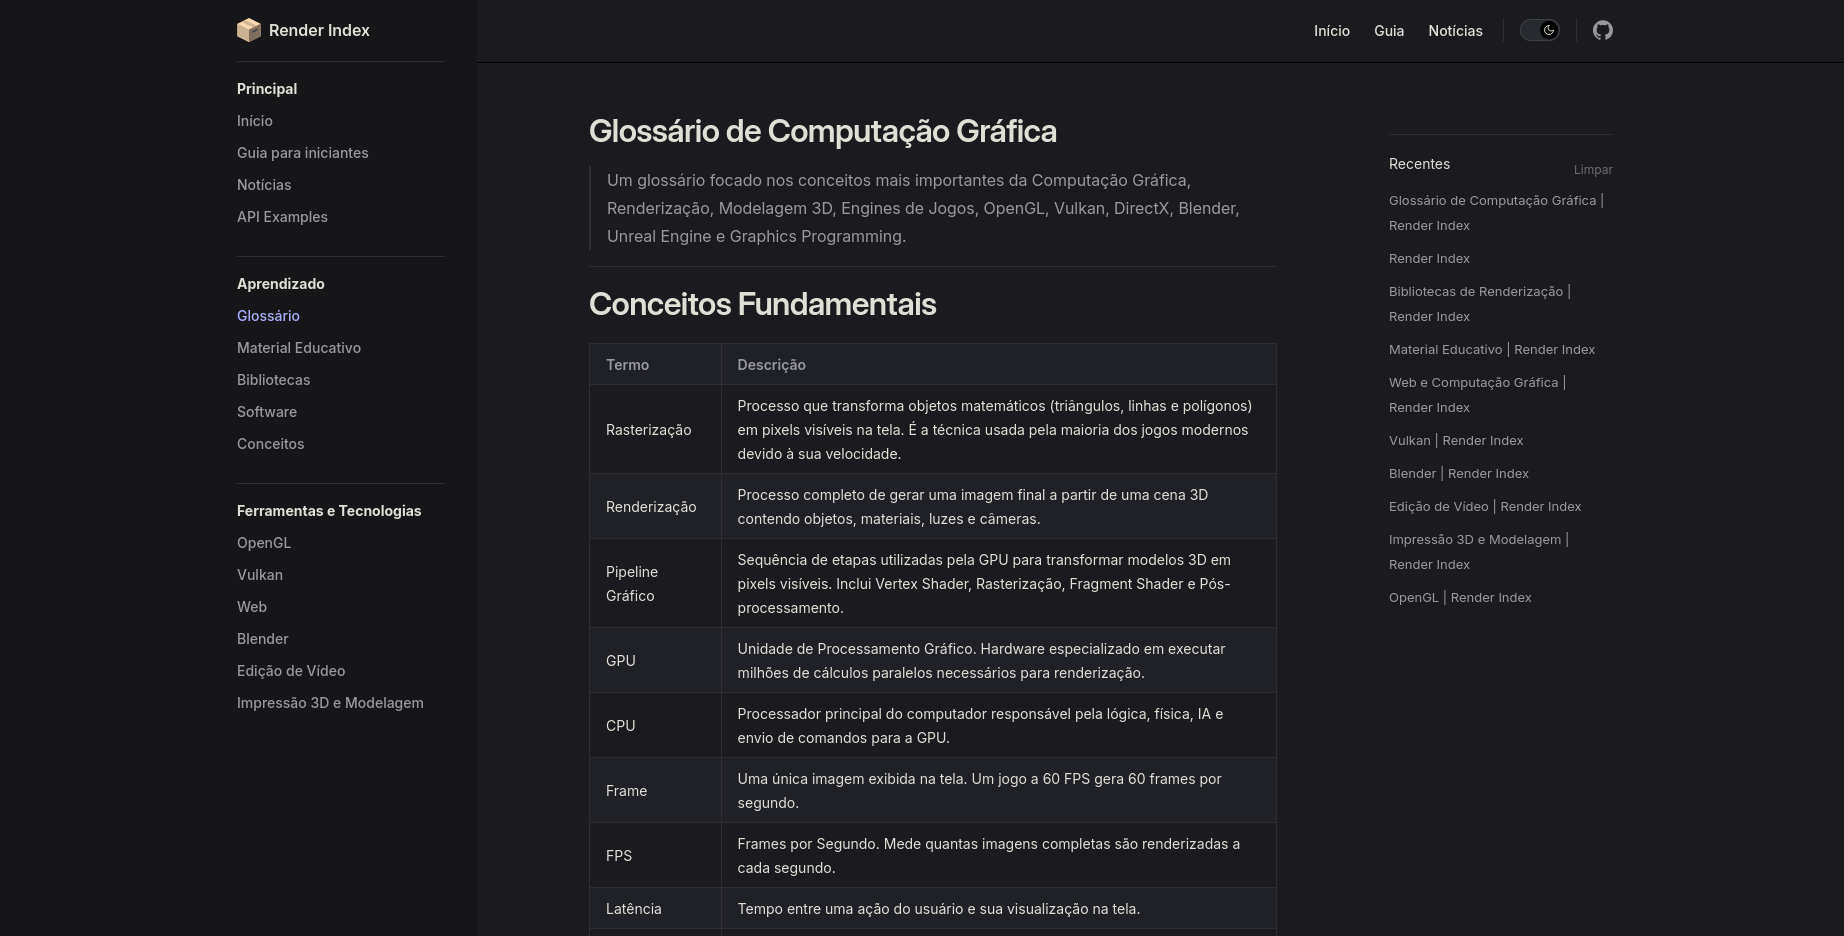 Render Index
Início
Guia
Notícias
Principal
Início
Guia para iniciantes
Notícias
API Examples
Aprendizado
Glossário
Material Educativo
Bibliotecas
Software
Conceitos
Ferramentas e Tecnologias
OpenGL
Vulkan
Web
Blender
Edição de Vídeo
Impressão 3D e Modelagem
Glossário de Computação Gráfica
Um glossário focado nos conceitos mais importantes da Computação Gráfica,
Renderização, Modelagem 3D, Engines de Jogos, OpenGL, Vulkan, DirectX, Blender,
Unreal Engine e Graphics Programming.
Conceitos Fundamentais
Termo
Descrição
Rasterização
Processo que transforma objetos matemáticos (triângulos, linhas e polígonos)
em pixels visíveis na tela. É a técnica usada pela maioria dos jogos modernos
devido à sua velocidade.
Renderização
Processo completo de gerar uma imagem final a partir de uma cena 3D
contendo objetos, materiais, luzes e câmeras.
Pipeline
Gráfico
Sequência de etapas utilizadas pela GPU para transformar modelos 3D em
pixels visíveis. Inclui Vertex Shader, Rasterização, Fragment Shader e Pós-
processamento.
GPU
Unidade de Processamento Gráfico. Hardware especializado em executar
milhões de cálculos paralelos necessários para renderização.
CPU
Processador principal do computador responsável pela lógica, física, IA e
envio de comandos para a GPU.
Frame
Uma única imagem exibida na tela. Um jogo a 60 FPS gera 60 frames por
segundo.
FPS
Frames por Segundo. Mede quantas imagens completas são renderizadas a
cada segundo.
Latência
Tempo entre uma ação do usuário e sua visualização na tela.
Recentes
Limpar
Glossário de Computação Gráfica |
Render Index
Render Index
Bibliotecas de Renderização |
Render Index
Material Educativo | Render Index
Web e Computação Gráfica |
Render Index
Vulkan | Render Index
Blender | Render Index
Edição de Vídeo | Render Index
Impressão 3D e Modelagem |
Render Index
OpenGL | Render Index